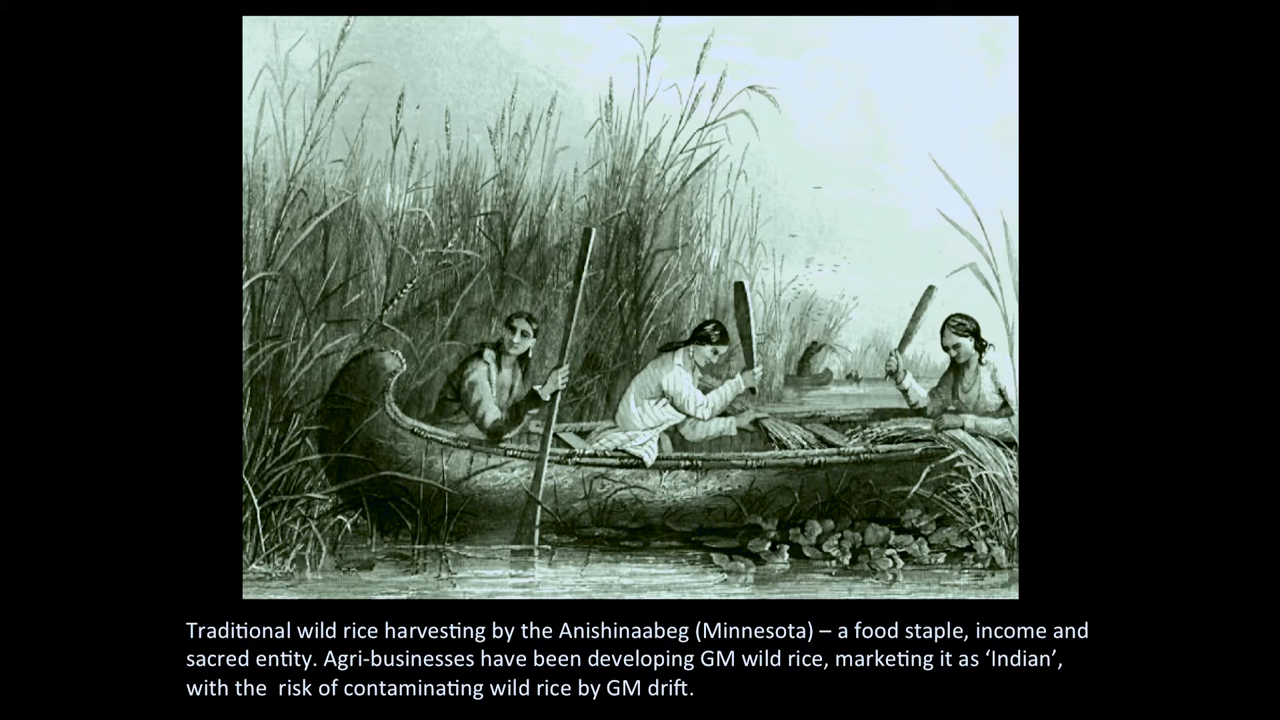 Traditional wild rice harvesting by the Anishinaabeg (Minnesota) – a food staple, income and
sacred entity. Agri-businesses have been developing GM wild rice, marketing it as ‘Indian’,
with the  risk of contaminating wild rice by GM drift.